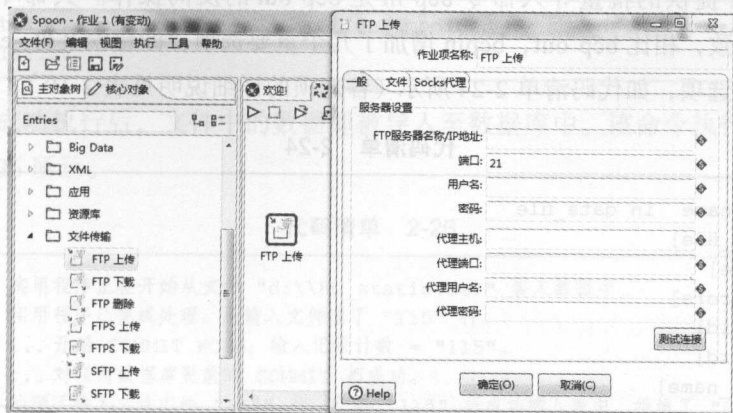 Spoon - 作业 1 (有变动)
文件(F) 编辑 视图 执行 工具 帮助
主对象树 核心对象
Entries
Big Data
XML
应用
资源库
文件传输
FTP 上传
FTP 下载
FTP 删除
FTPS 上传
FTPS 下载
SFTP 上传
SFTP 下载
欢迎!
FTP 上传
FTP 上传
作业项名称: FTP 上传
一般 文件 Socks代理
服务器设置
FTP服务器名称/IP地址:
端口: 21
用户名:
密码:
代理主机:
代理端口:
代理用户名:
代理密码:
测试连接
Help 确定(O) 取消(C)